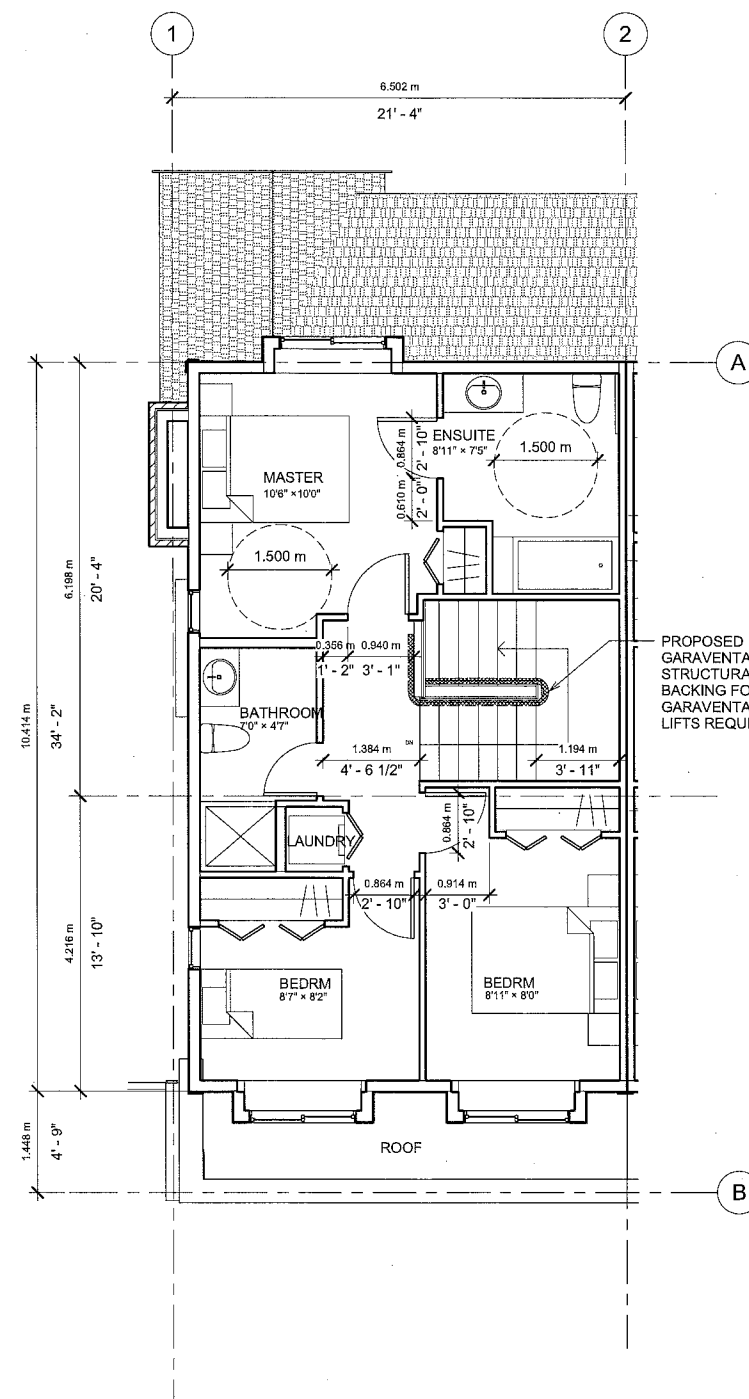 1
2
6.502 m
21' - 4"
A
ENSUITE
8'11" × 7'5"
1.500 m
0.864 m
2' - 10"
MASTER
10'6" × 10'0"
0.610 m
2' - 0"
1.500 m
6.198 m
20' - 4"
10.414 m
34' - 2"
PROPOSED
GARAVENTA
STRUCTURA
BACKING FO
GARAVENTA
LIFTS REQUI
0.356 m
0.940 m
1' - 2"
3' - 1"
BATHROOM
7'0" × 4'7"
DN
1.384 m
4' - 6 1/2"
1.194 m
3' - 11"
0.864 m
2' - 10"
LAUNDRY
0.864 m
2' - 10"
0.914 m
3' - 0"
4.216 m
13' - 10"
BEDRM
8'7" × 8'2"
BEDRM
8'11" × 8'0"
1.448 m
4' - 9"
ROOF
B